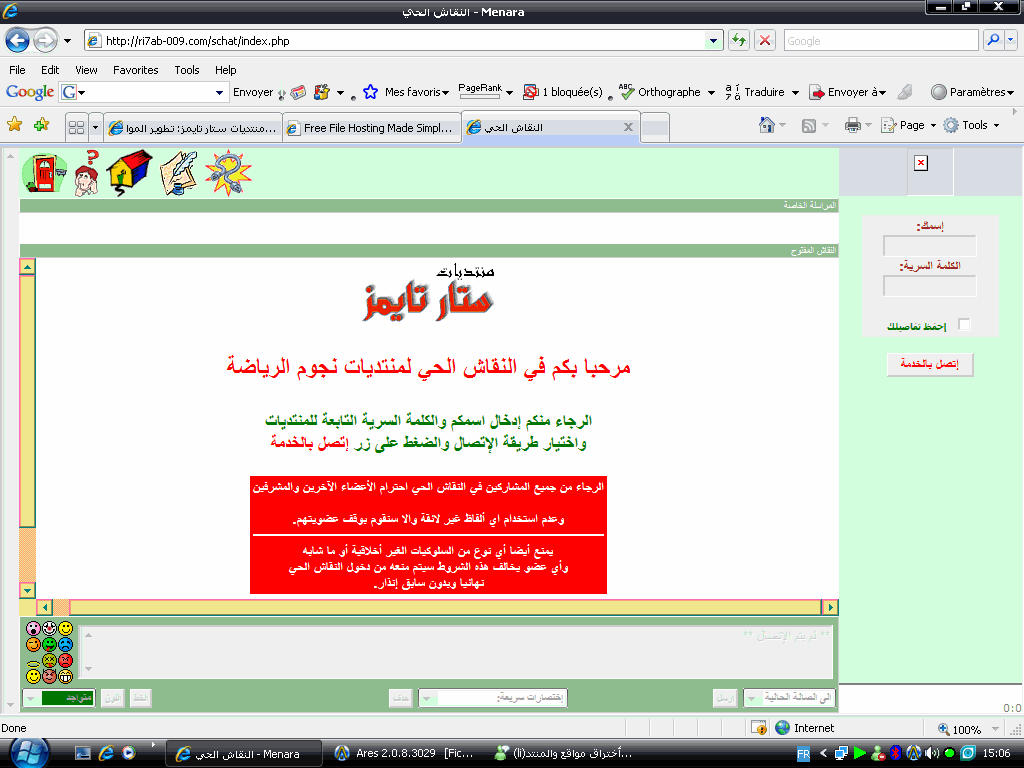 النقاش الحي - Menara
http://ri7ab-009.com/schat/index.php
Google
File Edit View Favorites Tools Help
Google G Envoyer Mes favoris PageRank 1 bloquée(s) ABC Orthographe Traduire Envoyer à Paramètres
منتديات ستار تايمز: تطوير الموا... Free File Hosting Made Simpl... النقاش الحي Page Tools
المراسلة الخاصة
النقاش المفتوح
منتديات
ستار تايمز
مرحبا بكم في النقاش الحي لمنتديات نجوم الرياضة
الرجاء منكم إدخال اسمكم والكلمة السرية التابعة للمنتديات
واختيار طريقة الإتصال والضغط على زر إتصل بالخدمة
الرجاء من جميع المشاركين في النقاش الحي احترام الأعضاء الآخرين والمشرفين
وعدم استخدام اي ألفاظ غير لائقة والا سنقوم بوقف عضويتهم.
يمنع أيضا أي نوع من السلوكيات الغير أخلاقية أو ما شابه
وأي عضو يخالف هذه الشروط سيتم منعه من دخول النقاش الحي
نهائيا وبدون سابق إنذار.
إسمك:
الكلمة السرية:
إحفظ تفاصيلك
إتصل بالخدمة
** لم يتم الإتصال **
متواجد اللون الخط حذف إختصارات سريعة: ارسل الى الصالة الحالية
0:0
Done Internet 100%
النقاش الحي - Menara Ares 2.0.8.3029 [Fic... (li)أختراق مواقع والمنتد... FR 15:06